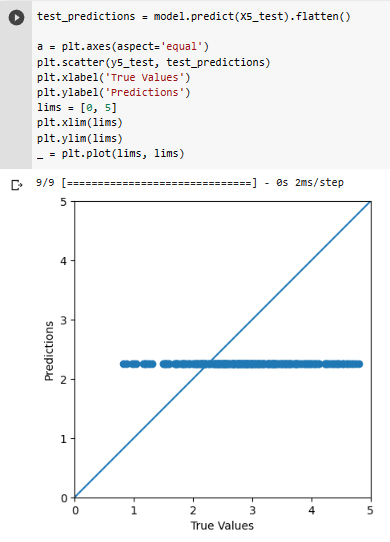 test_predictions = model.predict(X5_test).flatten()
a = plt.axes(aspect='equal')
plt.scatter(y5_test, test_predictions)
plt.xlabel('True Values')
plt.ylabel('Predictions')
lims = [0, 5]
plt.xlim(lims)
plt.ylim(lims)
_ = plt.plot(lims, lims)
9/9 [==============================] - 0s 2ms/step
5
4
3
2
1
0
Predictions
0 1 2 3 4 5
True Values